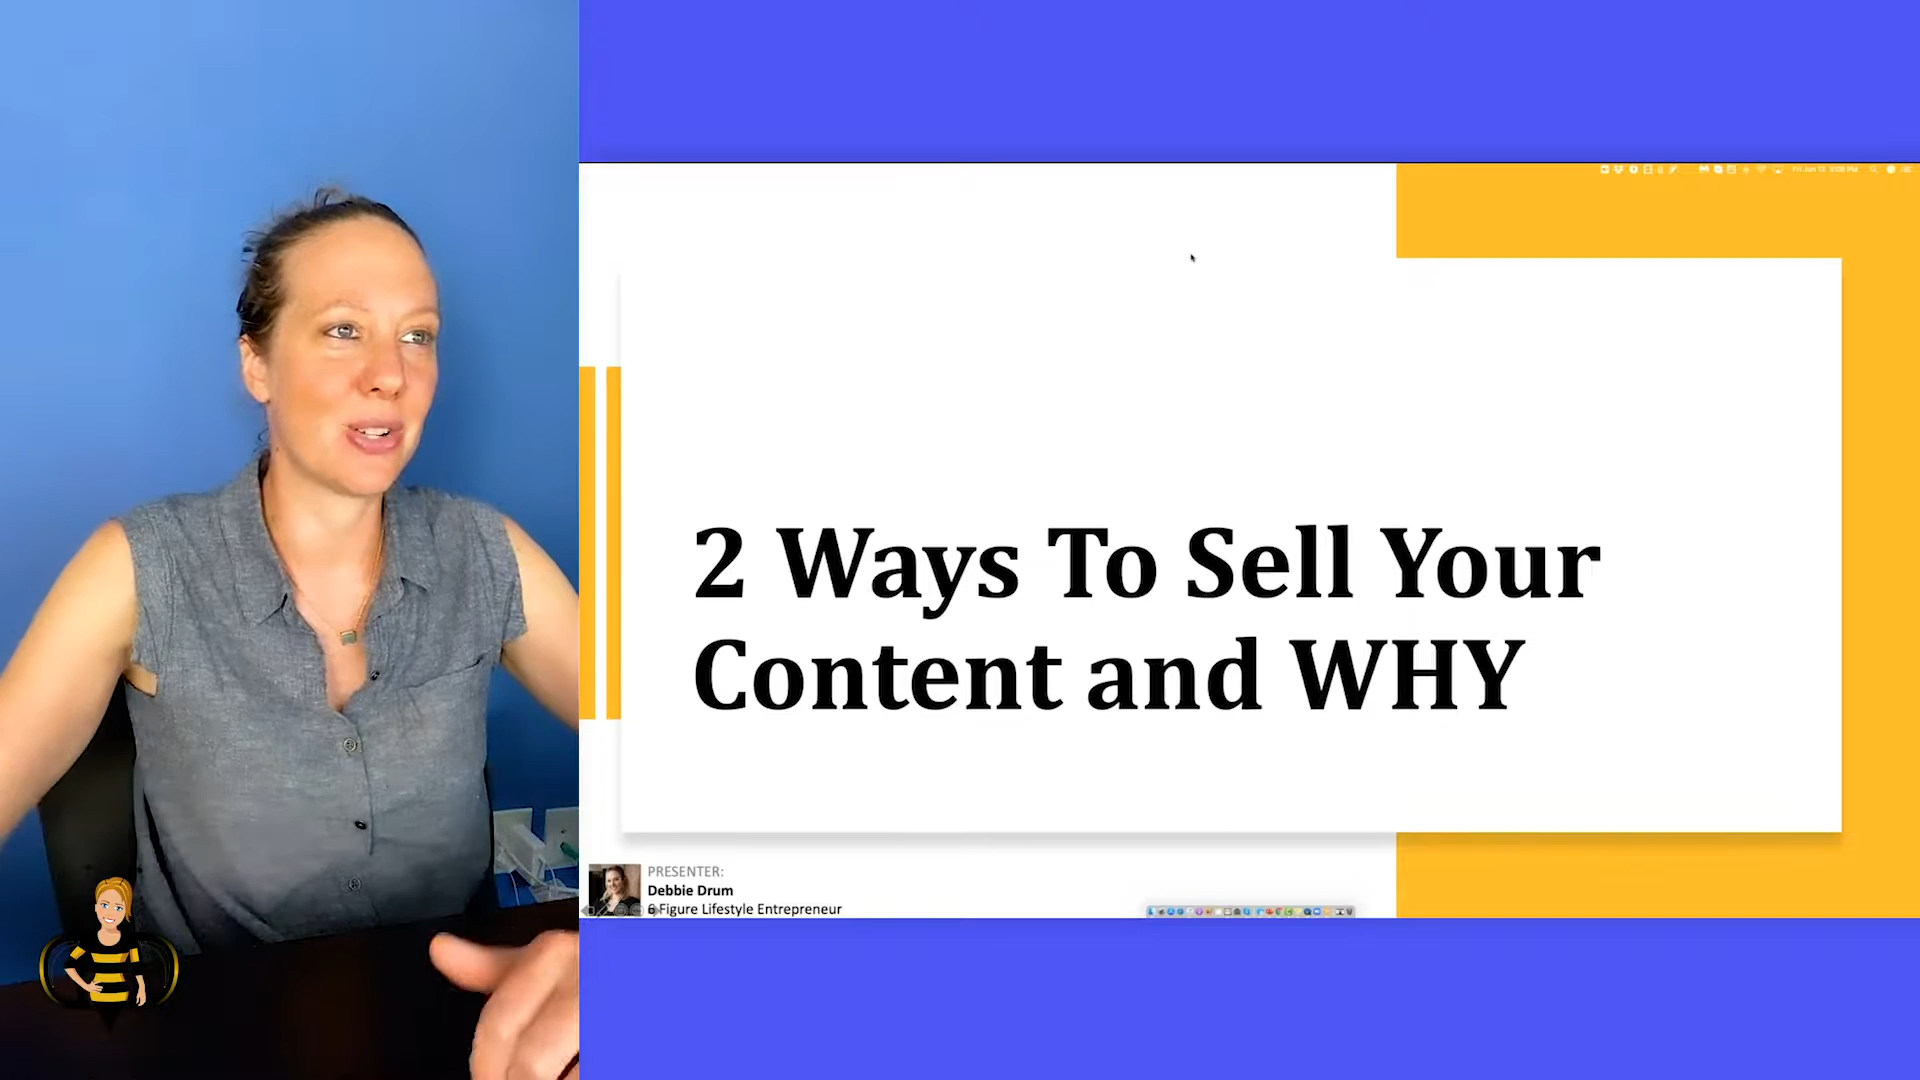 2 Ways To Sell Your
Content and WHY
PRESENTER:
Debbie Drum
6 Figure Lifestyle Entrepreneur